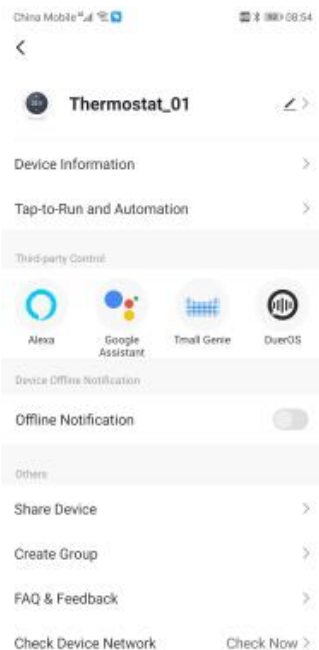 China Mobile 08:54
Thermostat_01
Device Information
Tap-to-Run and Automation
Third-party Control
Alexa
Google
Assistant
Tmall Genie
DuerOS
Device Offline Notification
Offline Notification
Others
Share Device
Create Group
FAQ & Feedback
Check Device Network Check Now